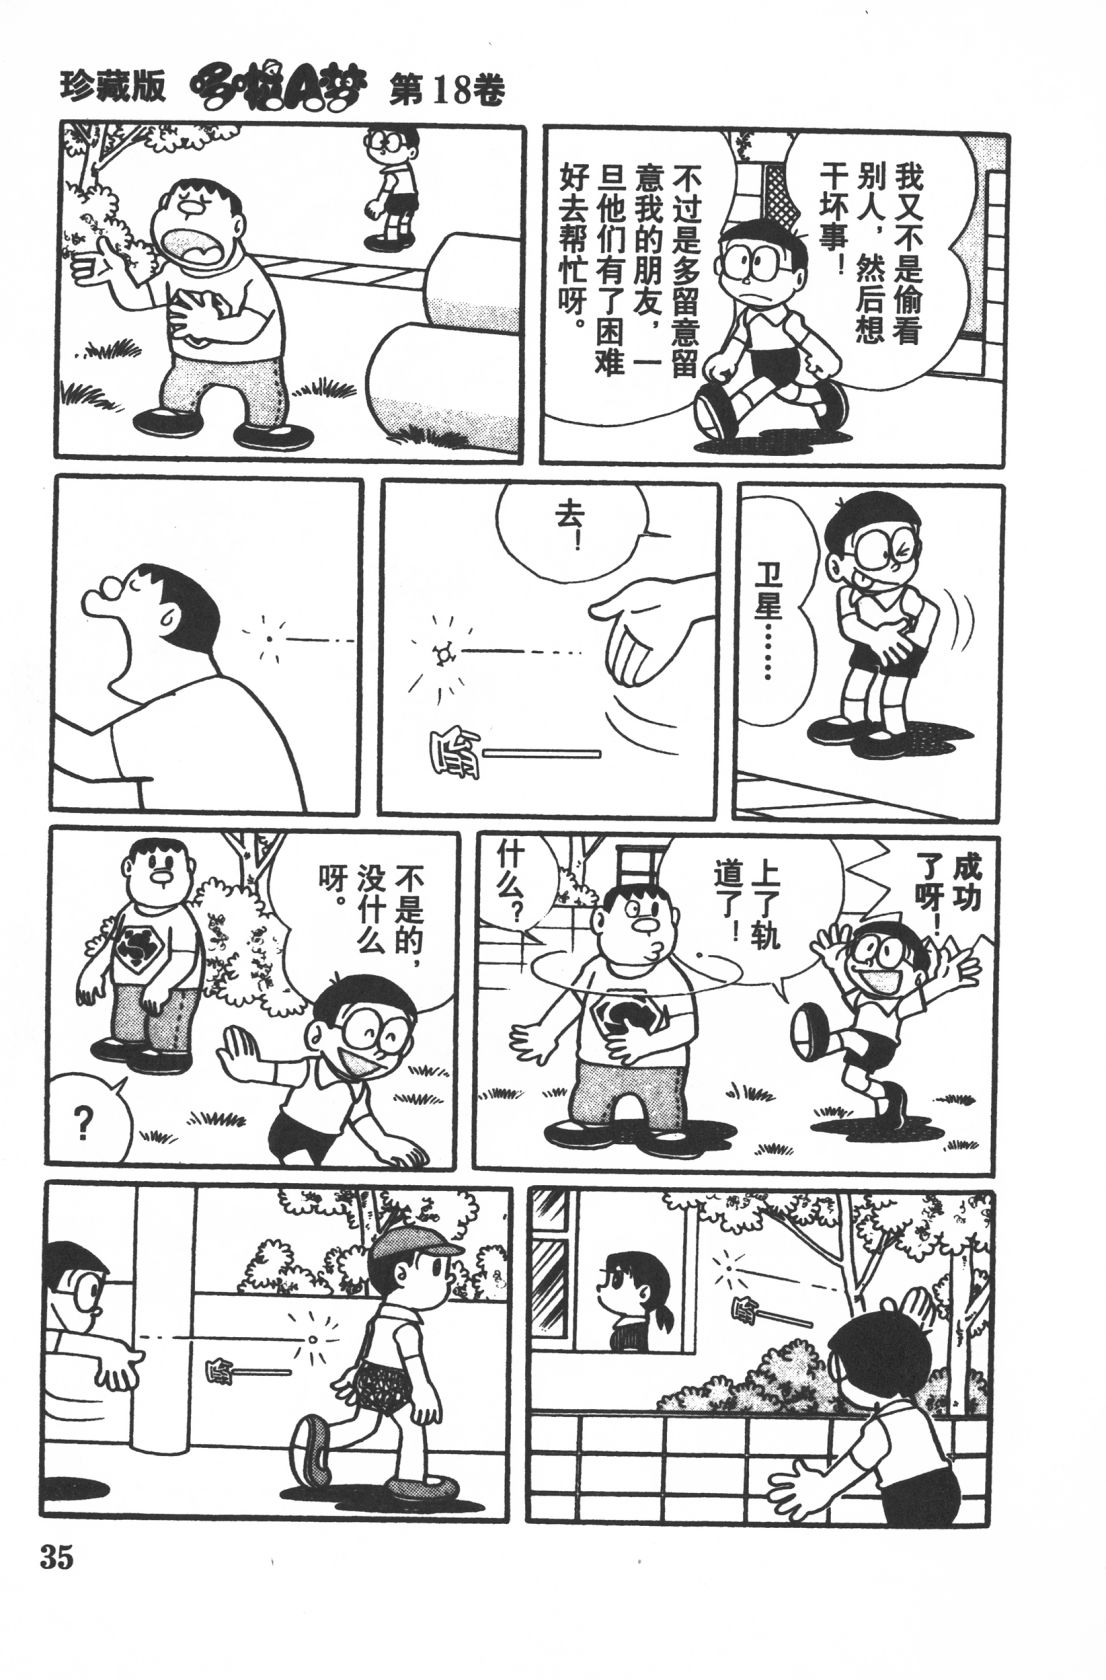 珍藏版 哆啦A梦 第18卷
我又不是偷看
别人，然后想
干坏事！
不过是多留意留
意我的朋友，一
旦他们有了困难
好去帮忙呀。
卫星……
去！
嗡
成功
了呀！
上了轨
道了！
什么？
不是的，
没什么
呀。
？
嗡
嗡
35